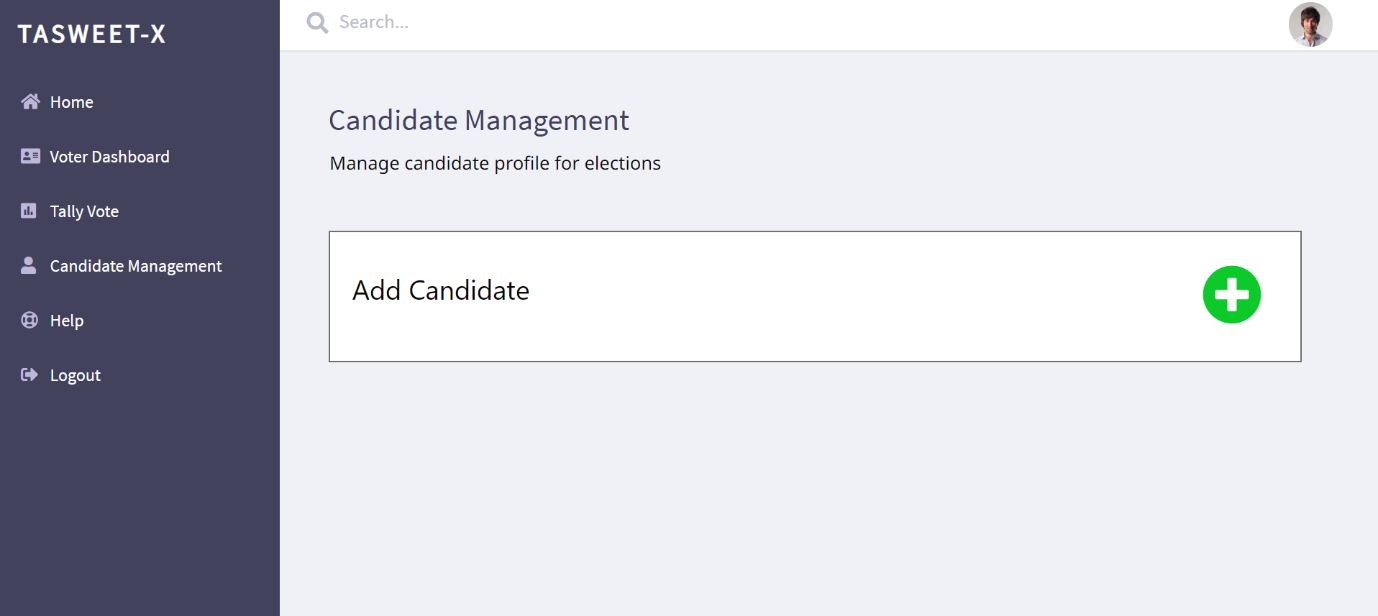 TASWEET-X
Search...
Home
Voter Dashboard
Tally Vote
Candidate Management
Help
Logout
Candidate Management
Manage candidate profile for elections
Add Candidate